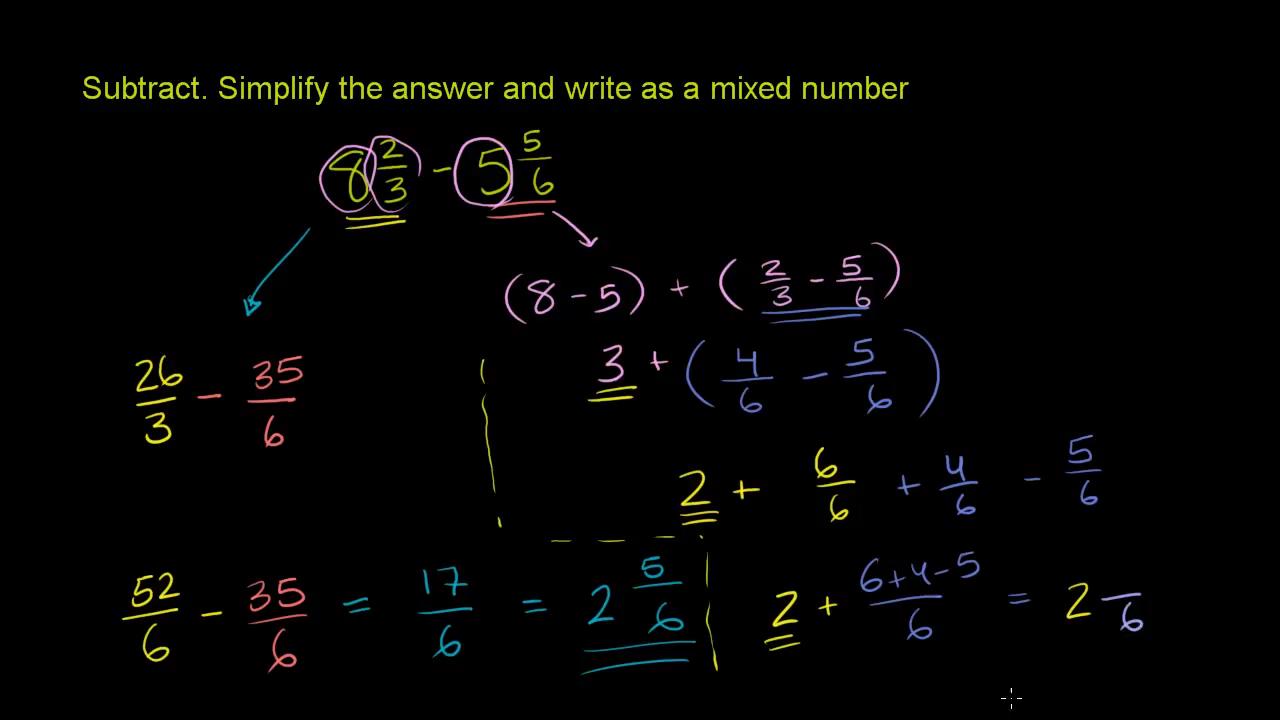 Subtract. Simplify the answer and write as a mixed number
8 2/3 - 5 5/6
(8 - 5) + (2/3 - 5/6)
3 + (4/6 - 5/6)
26/3 - 35/6
2 + 6/6 + 4/6 - 5/6
52/6 - 35/6 = 17/6 = 2 5/6
2 + (6+4-5)/6 = 2 /6